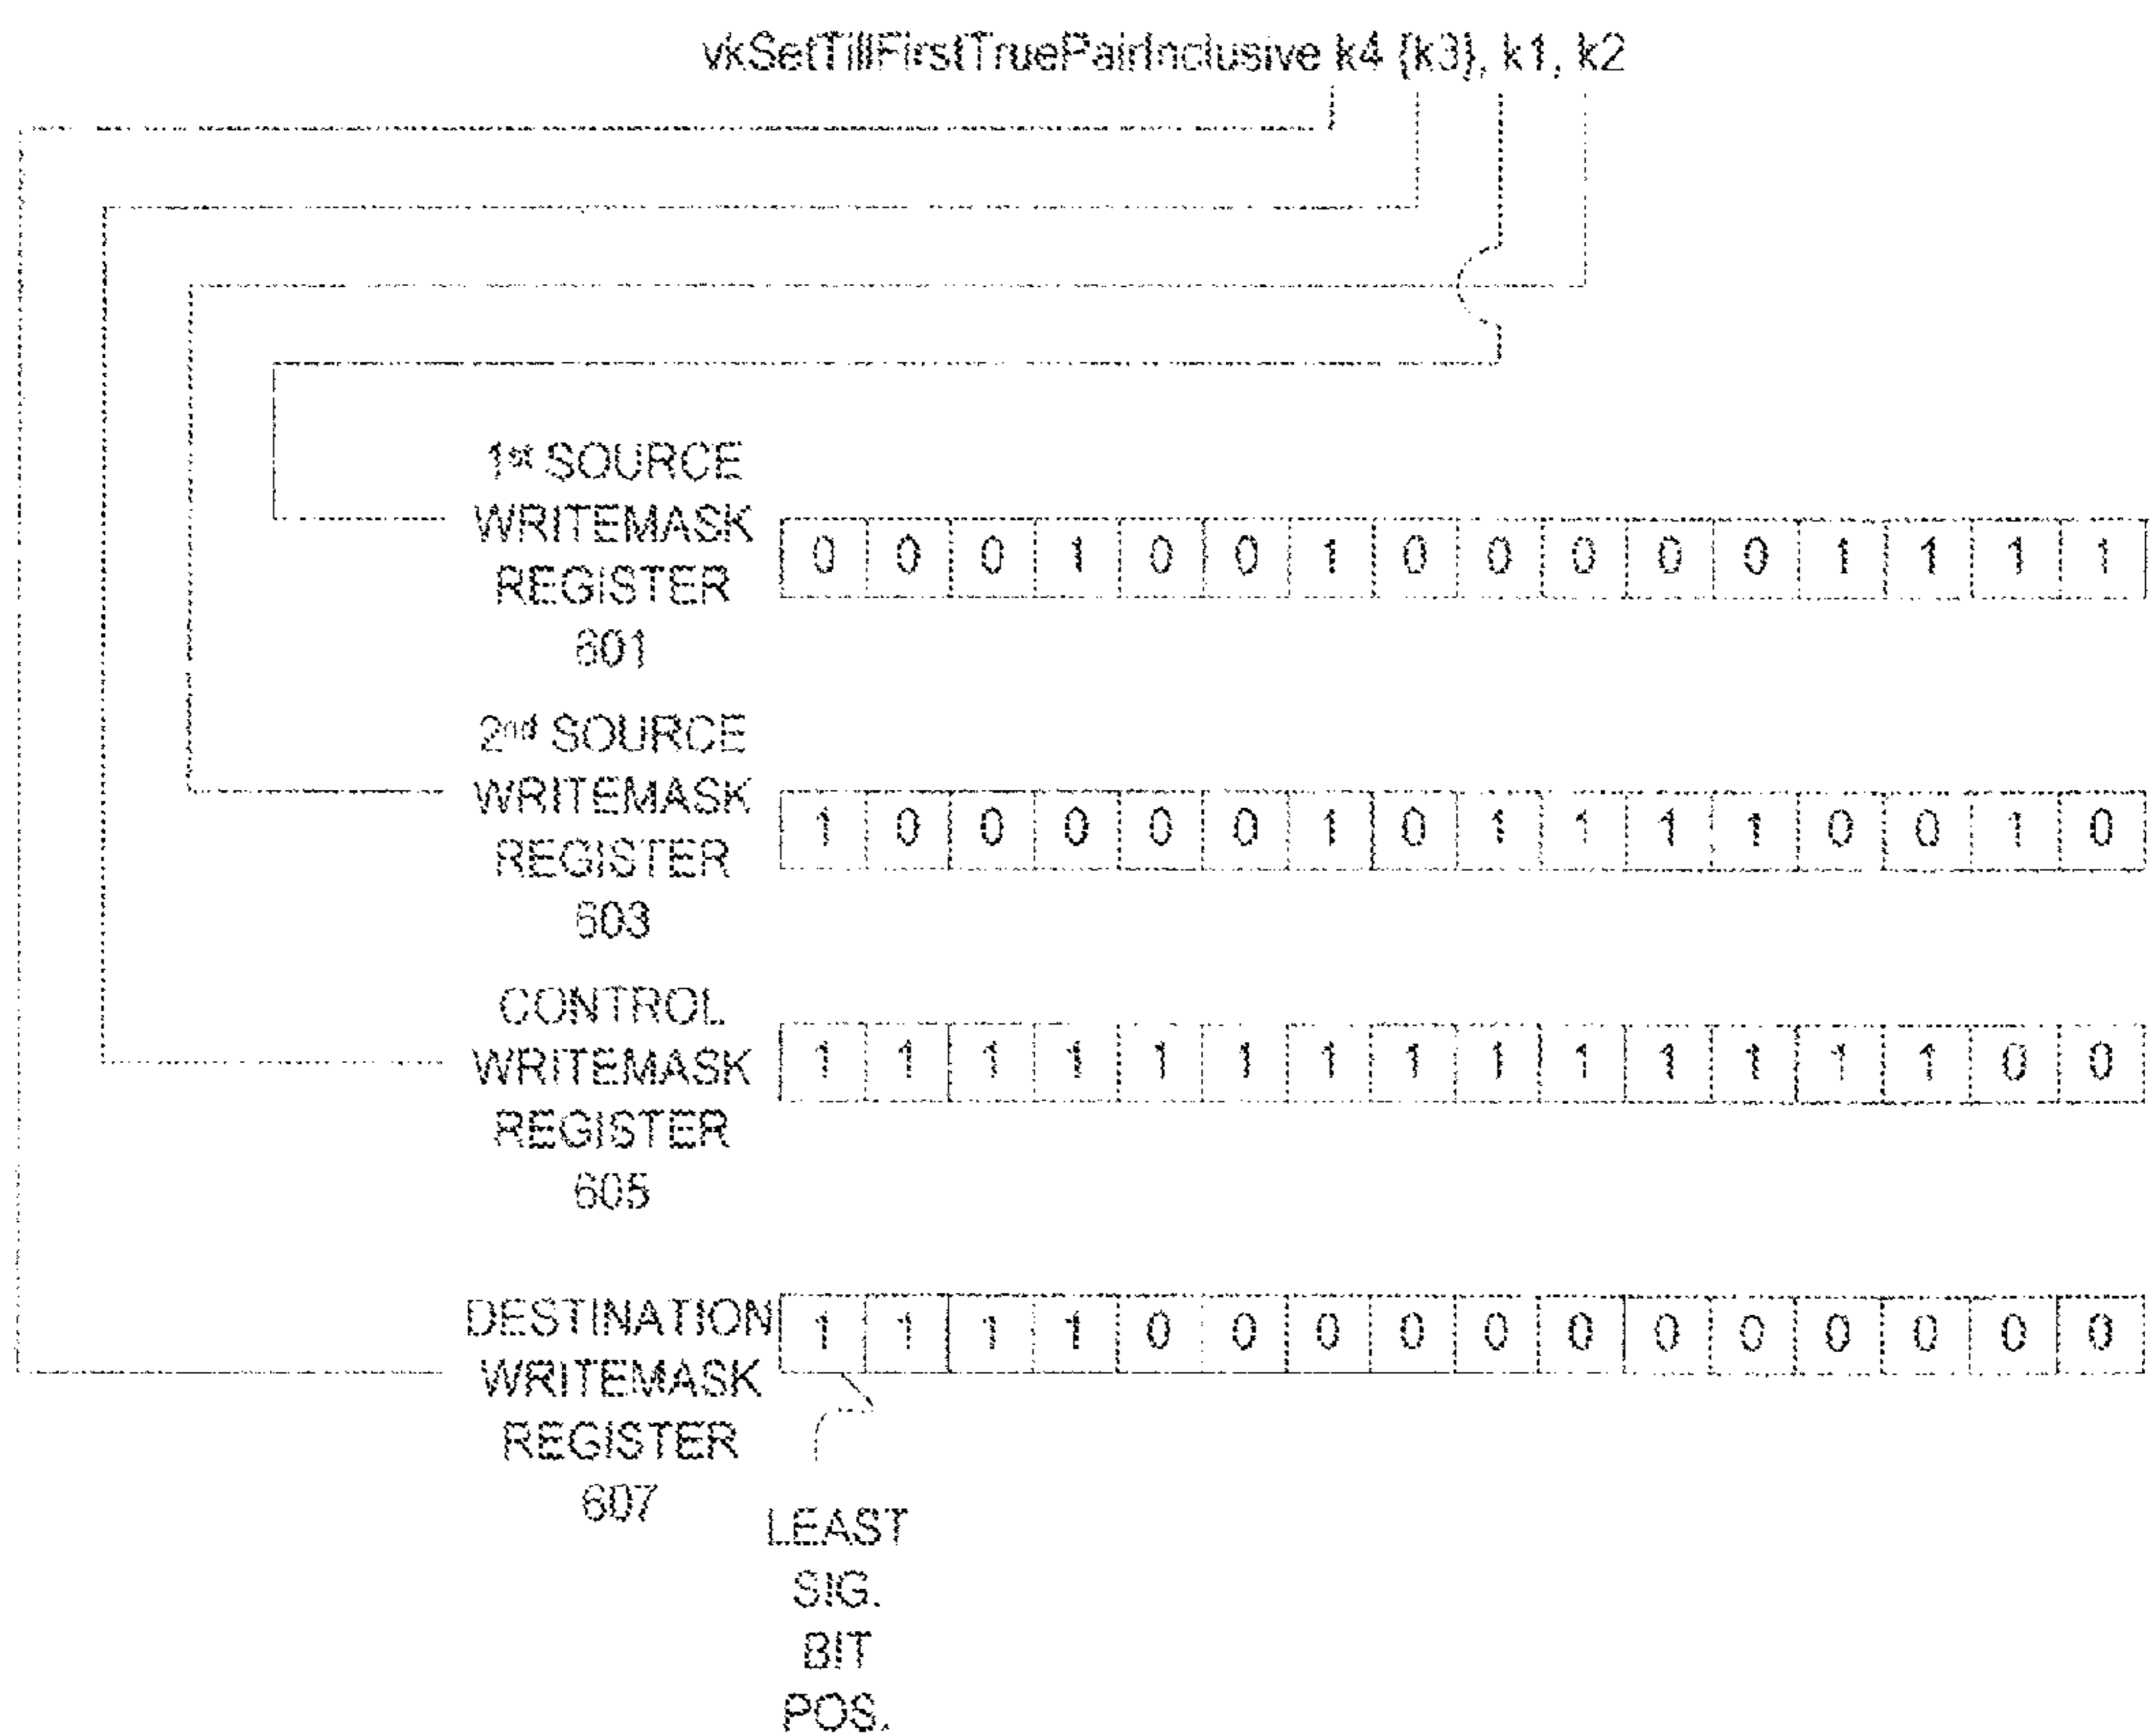 vkSetTillFirstTruePairInclusive k4 {k3}, k1, k2
1st SOURCE
WRITEMASK
REGISTER
601
0 0 0 1 0 0 1 0 0 0 0 0 1 1 1 1
2nd SOURCE
WRITEMASK
REGISTER
603
1 0 0 0 0 0 1 0 1 1 1 1 0 0 1 0
CONTROL
WRITEMASK
REGISTER
605
1 1 1 1 1 1 1 1 1 1 1 1 1 1 0 0
DESTINATION
WRITEMASK
REGISTER
607
1 1 1 1 0 0 0 0 0 0 0 0 0 0 0 0
LEAST
SIG.
BIT
POS.